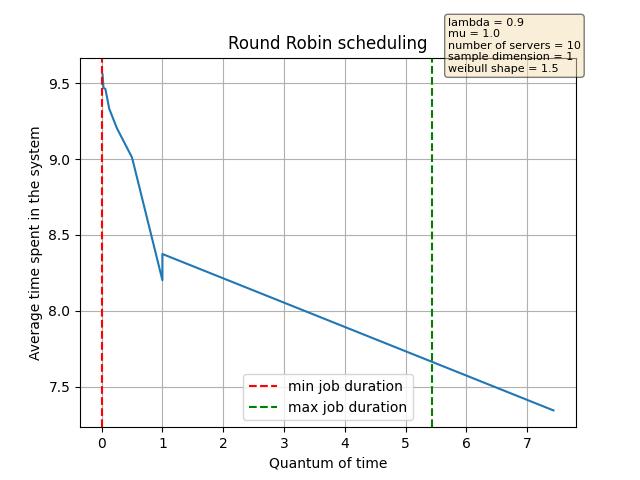 Round Robin scheduling
lambda = 0.9
mu = 1.0
number of servers = 10
sample dimension = 1
weibull shape = 1.5
Average time spent in the system
9.5
9.0
8.5
8.0
7.5
min job duration
max job duration
0 1 2 3 4 5 6 7
Quantum of time